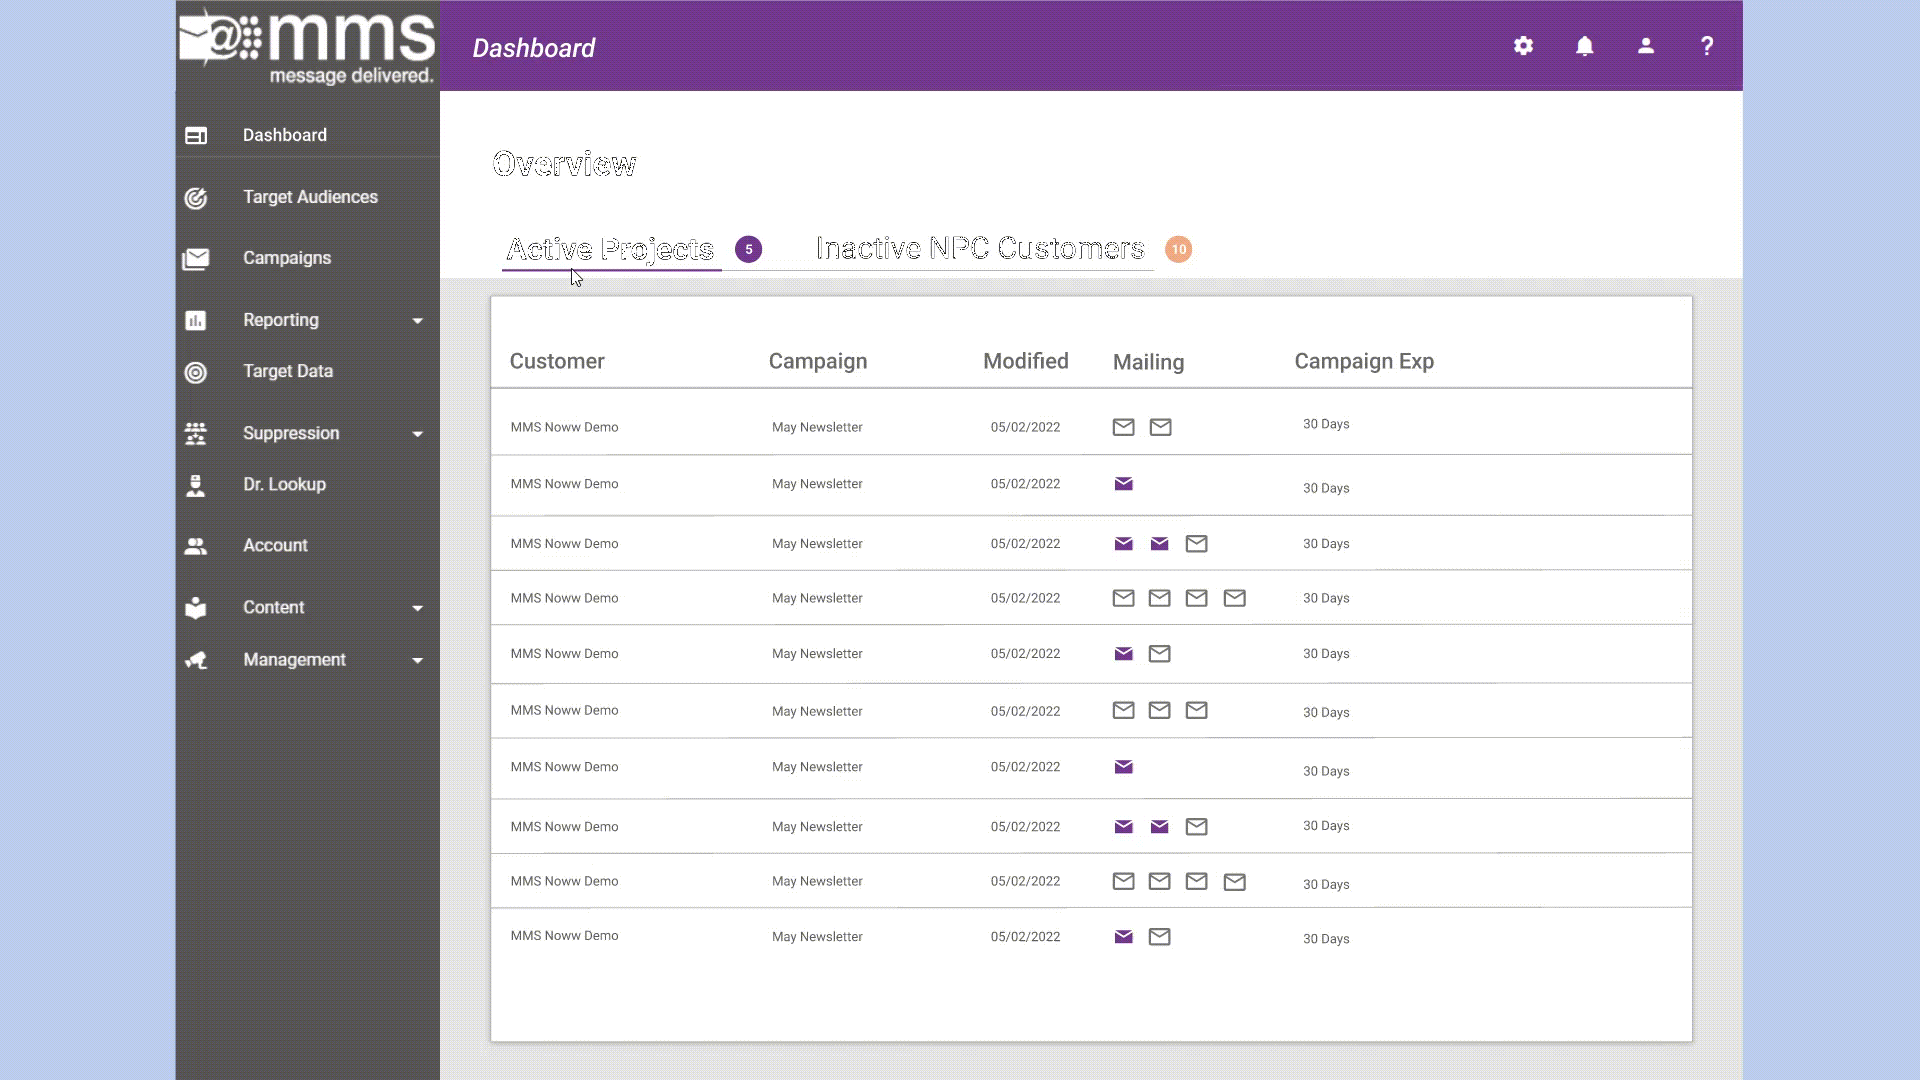 @mms
message delivered.
Dashboard
?
Dashboard
Target Audiences
Campaigns
Reporting
Target Data
Suppression
Dr. Lookup
Account
Content
Management
Overview
Active Projects 5 Inactive NPC Customers 10
Customer Campaign Modified Mailing Campaign Exp
MMS Noww Demo May Newsletter 05/02/2022 30 Days
MMS Noww Demo May Newsletter 05/02/2022 30 Days
MMS Noww Demo May Newsletter 05/02/2022 30 Days
MMS Noww Demo May Newsletter 05/02/2022 30 Days
MMS Noww Demo May Newsletter 05/02/2022 30 Days
MMS Noww Demo May Newsletter 05/02/2022 30 Days
MMS Noww Demo May Newsletter 05/02/2022 30 Days
MMS Noww Demo May Newsletter 05/02/2022 30 Days
MMS Noww Demo May Newsletter 05/02/2022 30 Days
MMS Noww Demo May Newsletter 05/02/2022 30 Days